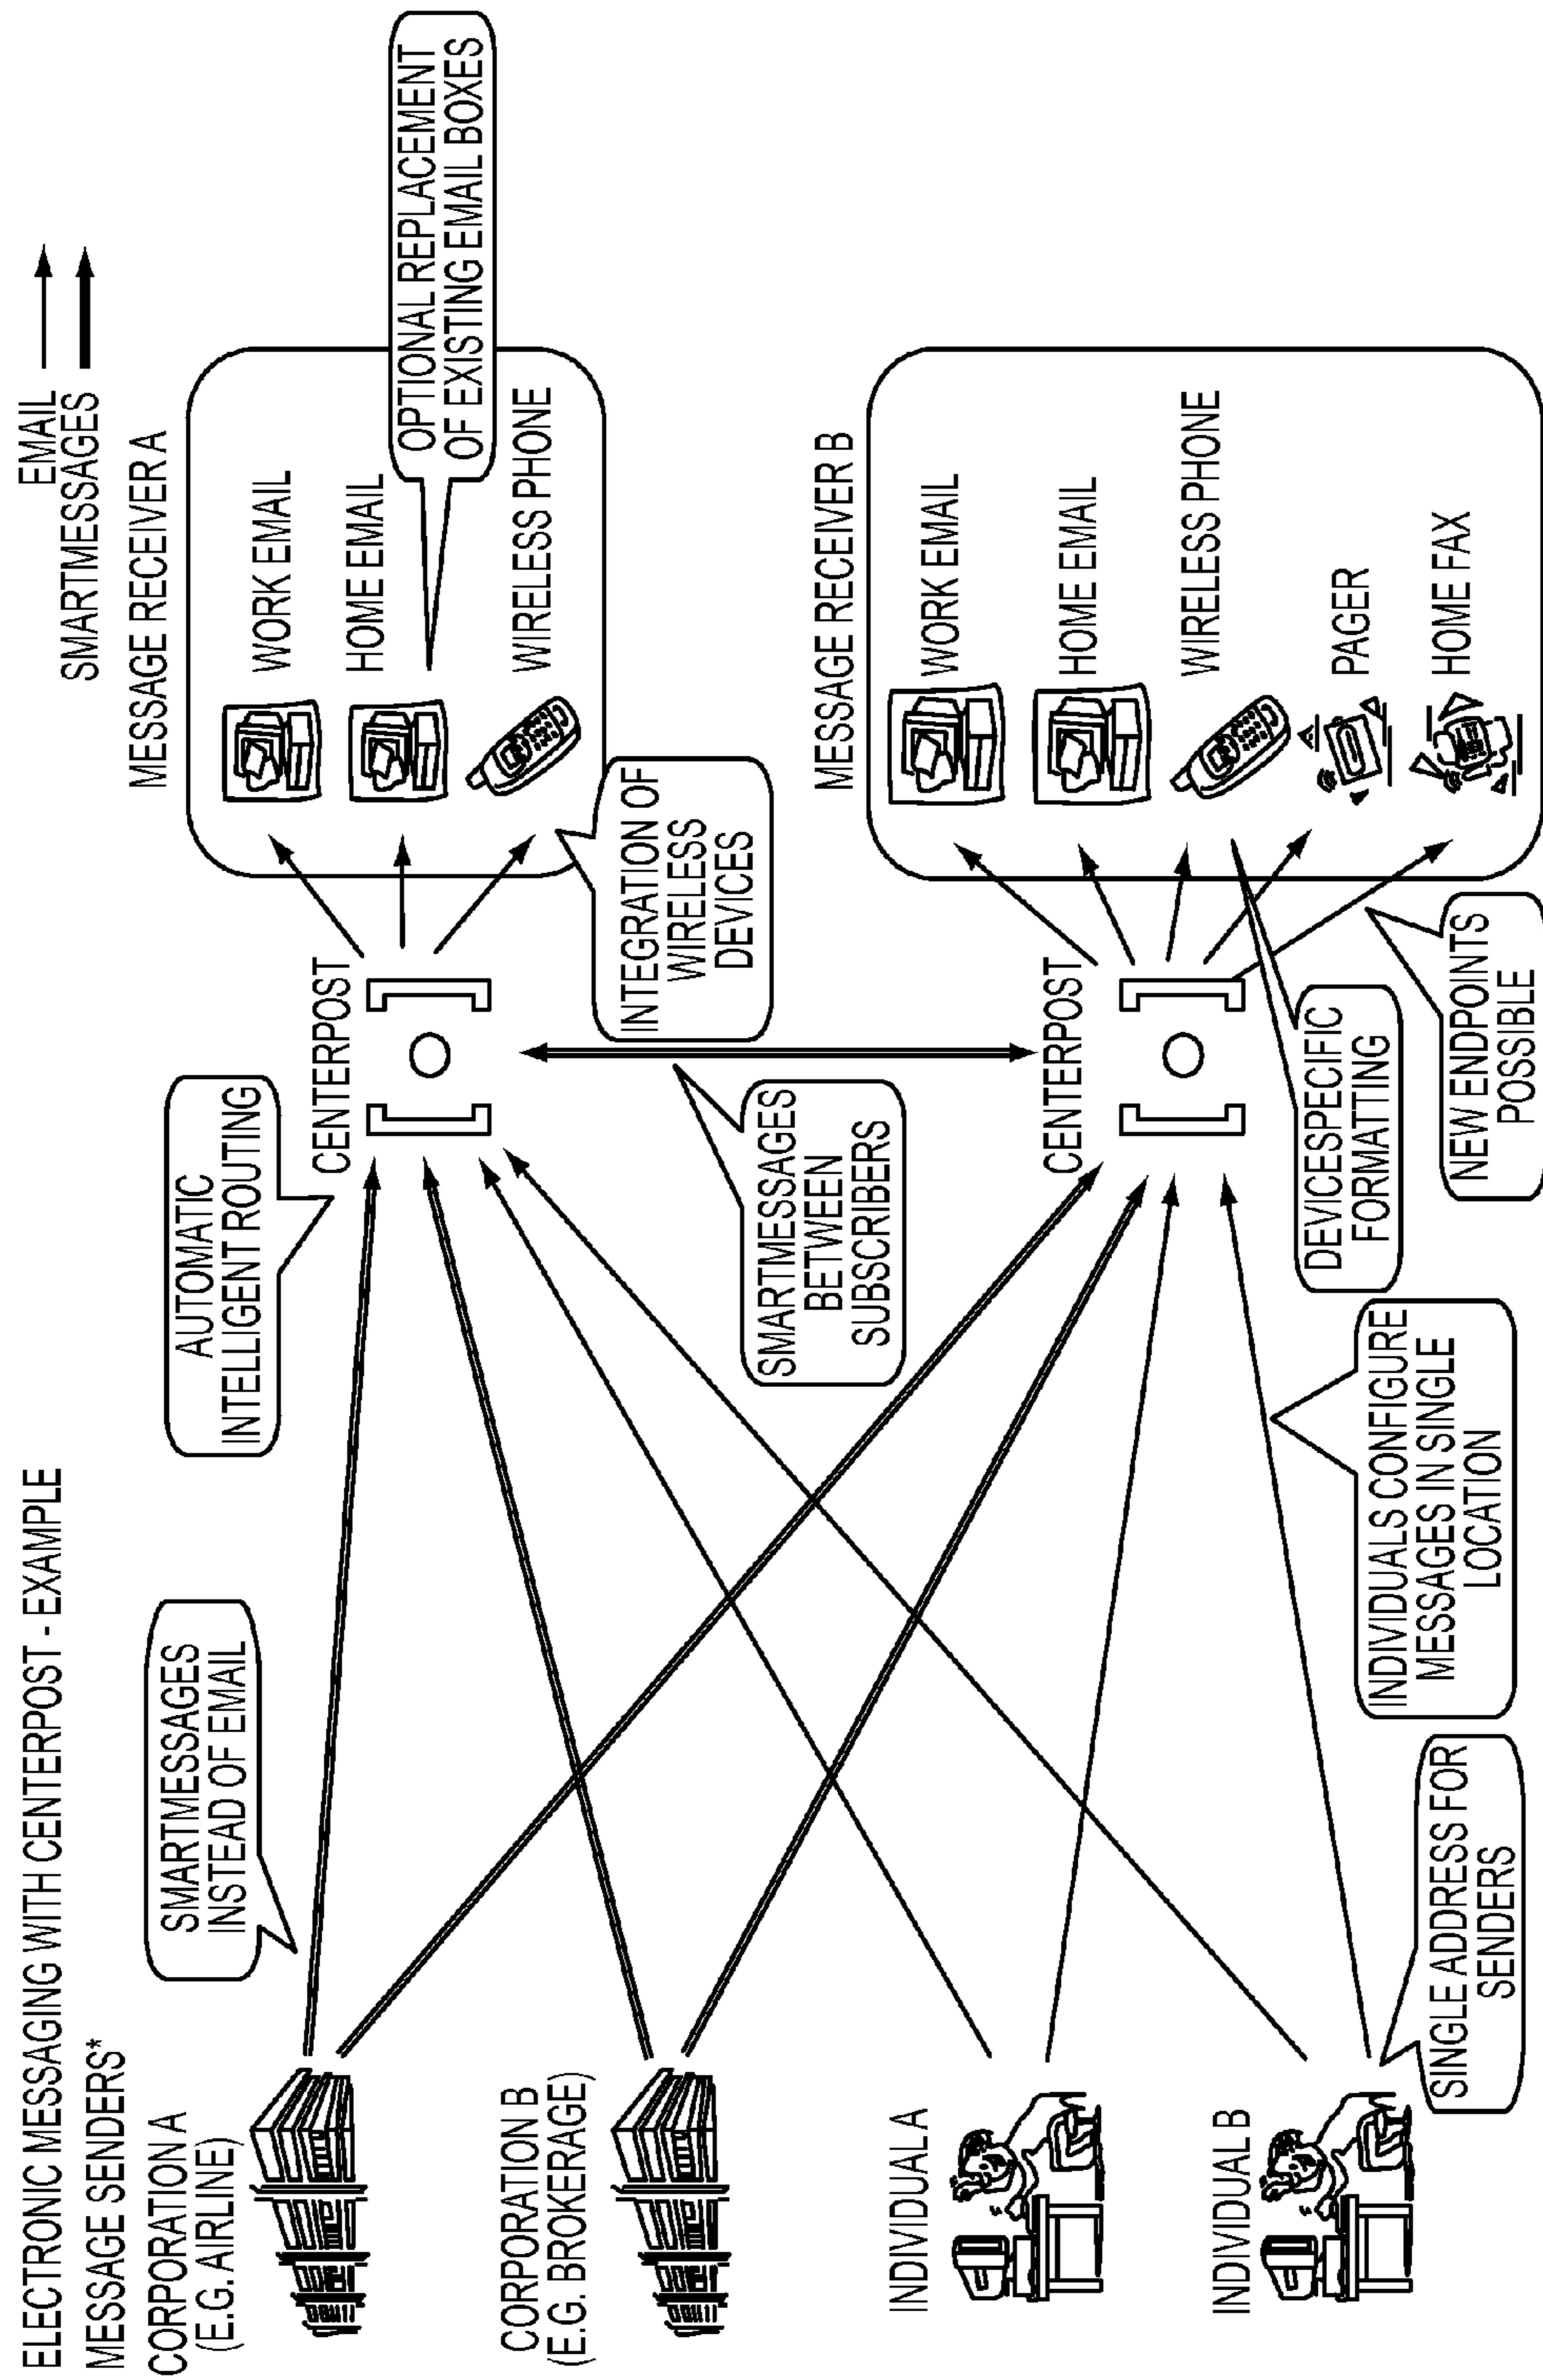 ELECTRONIC MESSAGING WITH CENTERPOST - EXAMPLE
EMAIL
SMARTMESSAGES
MESSAGE SENDERS*
CORPORATION A
(E.G. AIRLINE)
SMARTMESSAGES
INSTEAD OF EMAIL
AUTOMATIC
INTELLIGENT ROUTING
CENTERPOST
MESSAGE RECEIVER A
WORK EMAIL
HOME EMAIL
OPTIONAL REPLACEMENT
OF EXISTING EMAIL BOXES
WIRELESS PHONE
INTEGRATION OF
WIRELESS
DEVICES
CORPORATION B
(E.G. BROKERAGE)
SMARTMESSAGES
BETWEEN
SUBSCRIBERS
INDIVIDUAL A
CENTERPOST
MESSAGE RECEIVER B
WORK EMAIL
HOME EMAIL
WIRELESS PHONE
PAGER
HOME FAX
INDIVIDUAL B
DEVICESPECIFIC
FORMATTING
NEW ENDPOINTS
POSSIBLE
INDIVIDUALS CONFIGURE
MESSAGES IN SINGLE
LOCATION
SINGLE ADDRESS FOR
SENDERS